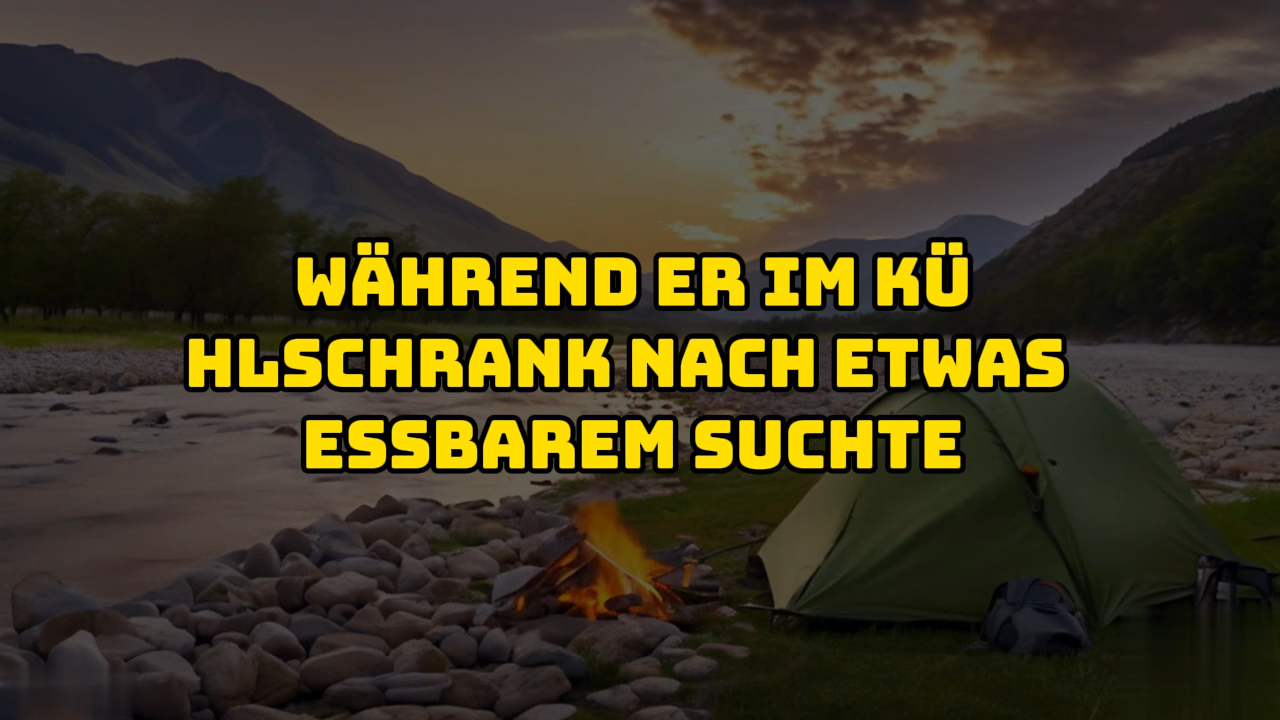 WÄHREND ER IM KÜ
HLSCHRANK NACH ETWAS
ESSBAREM SUCHTE